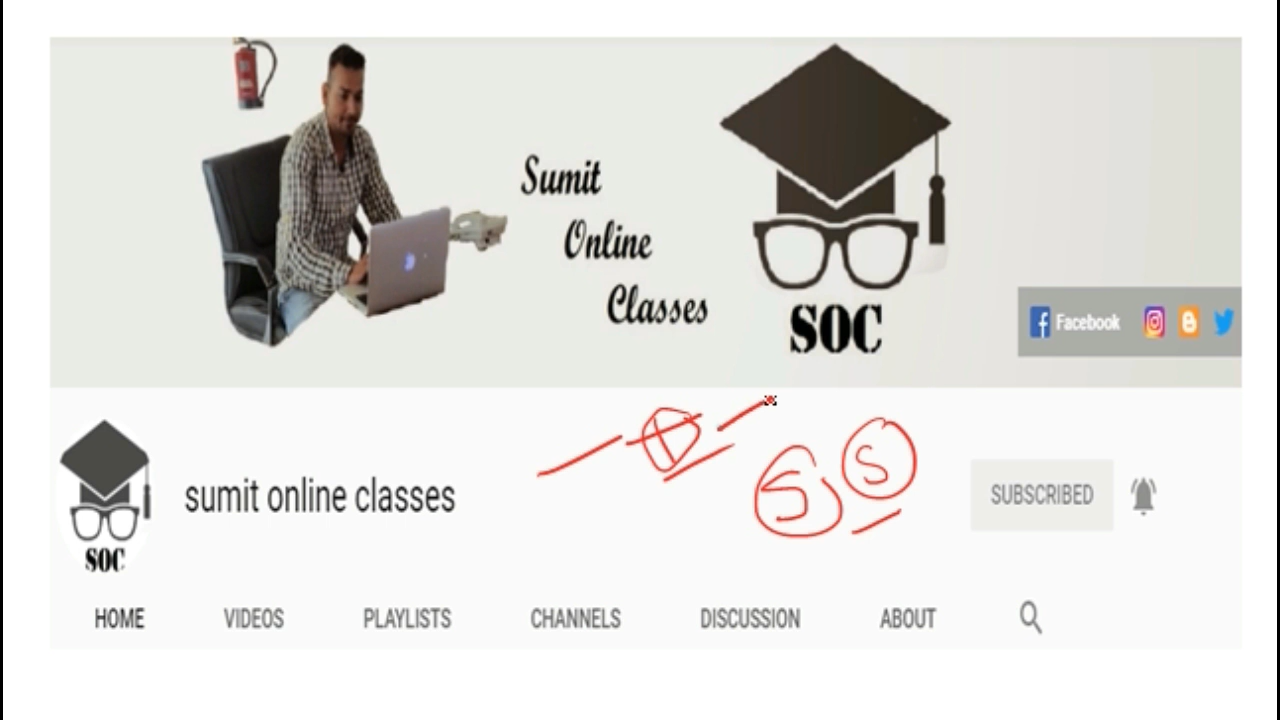 Sumit
Online
Classes
SOC
Facebook
sumit online classes
SOC
SUBSCRIBED
HOME VIDEOS PLAYLISTS CHANNELS DISCUSSION ABOUT